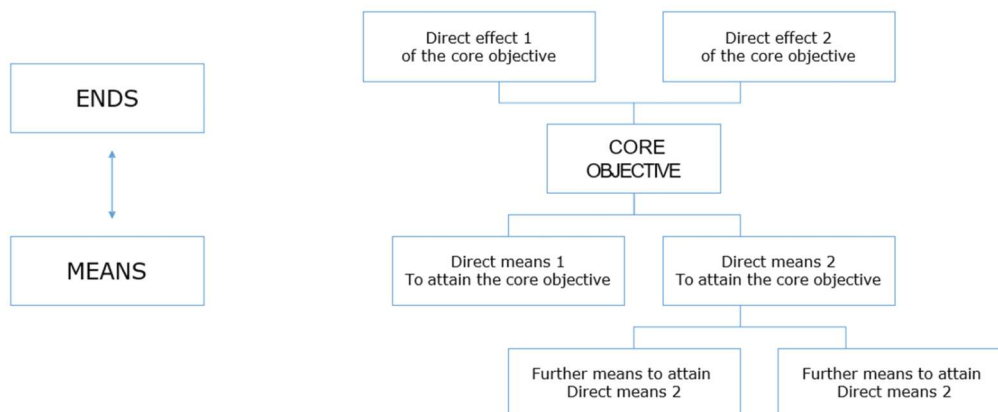 Direct effect 1
of the core objective
Direct effect 2
of the core objective
ENDS
CORE
OBJECTIVE
MEANS
Direct means 1
To attain the core objective
Direct means 2
To attain the core objective
Further means to attain
Direct means 2
Further means to attain
Direct means 2